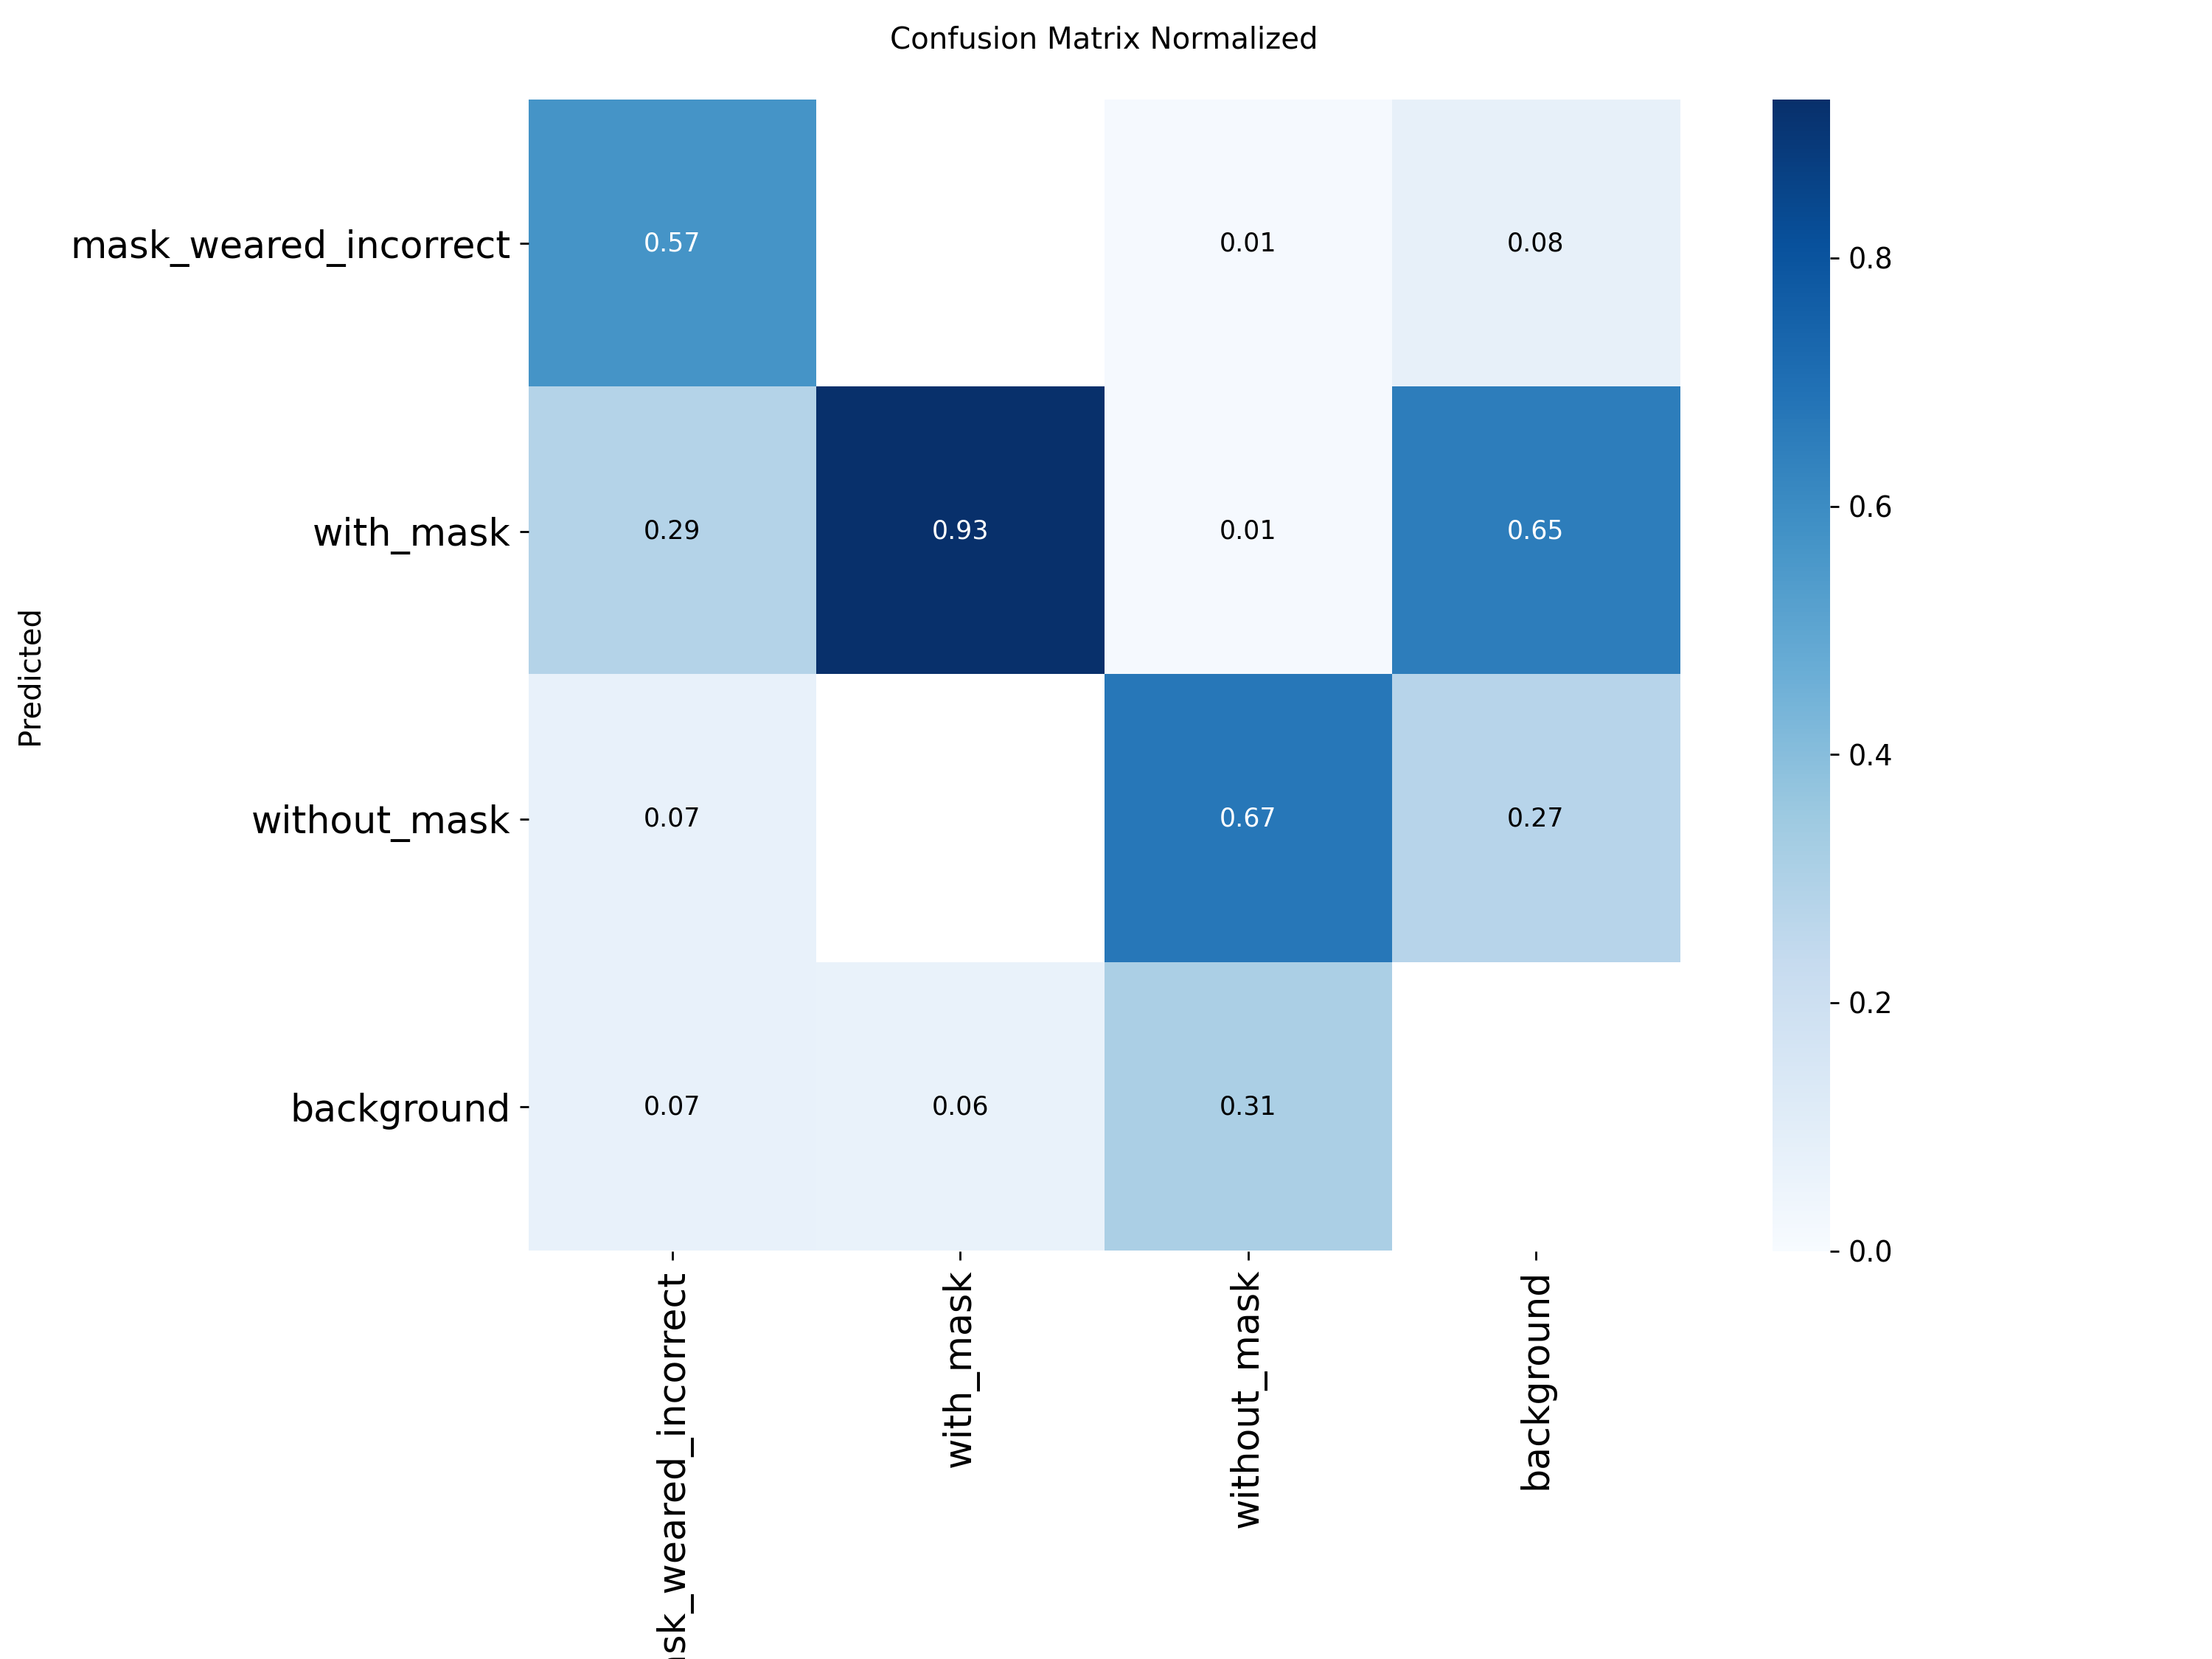 Confusion Matrix Normalized
Predicted
mask_weared_incorrect
0.57
0.01
0.08
with_mask
0.29
0.93
0.01
0.65
without_mask
0.07
0.67
0.27
background
0.07
0.06
0.31
ask_weared_incorrect
with_mask
without_mask
background
0.8
0.6
0.4
0.2
0.0